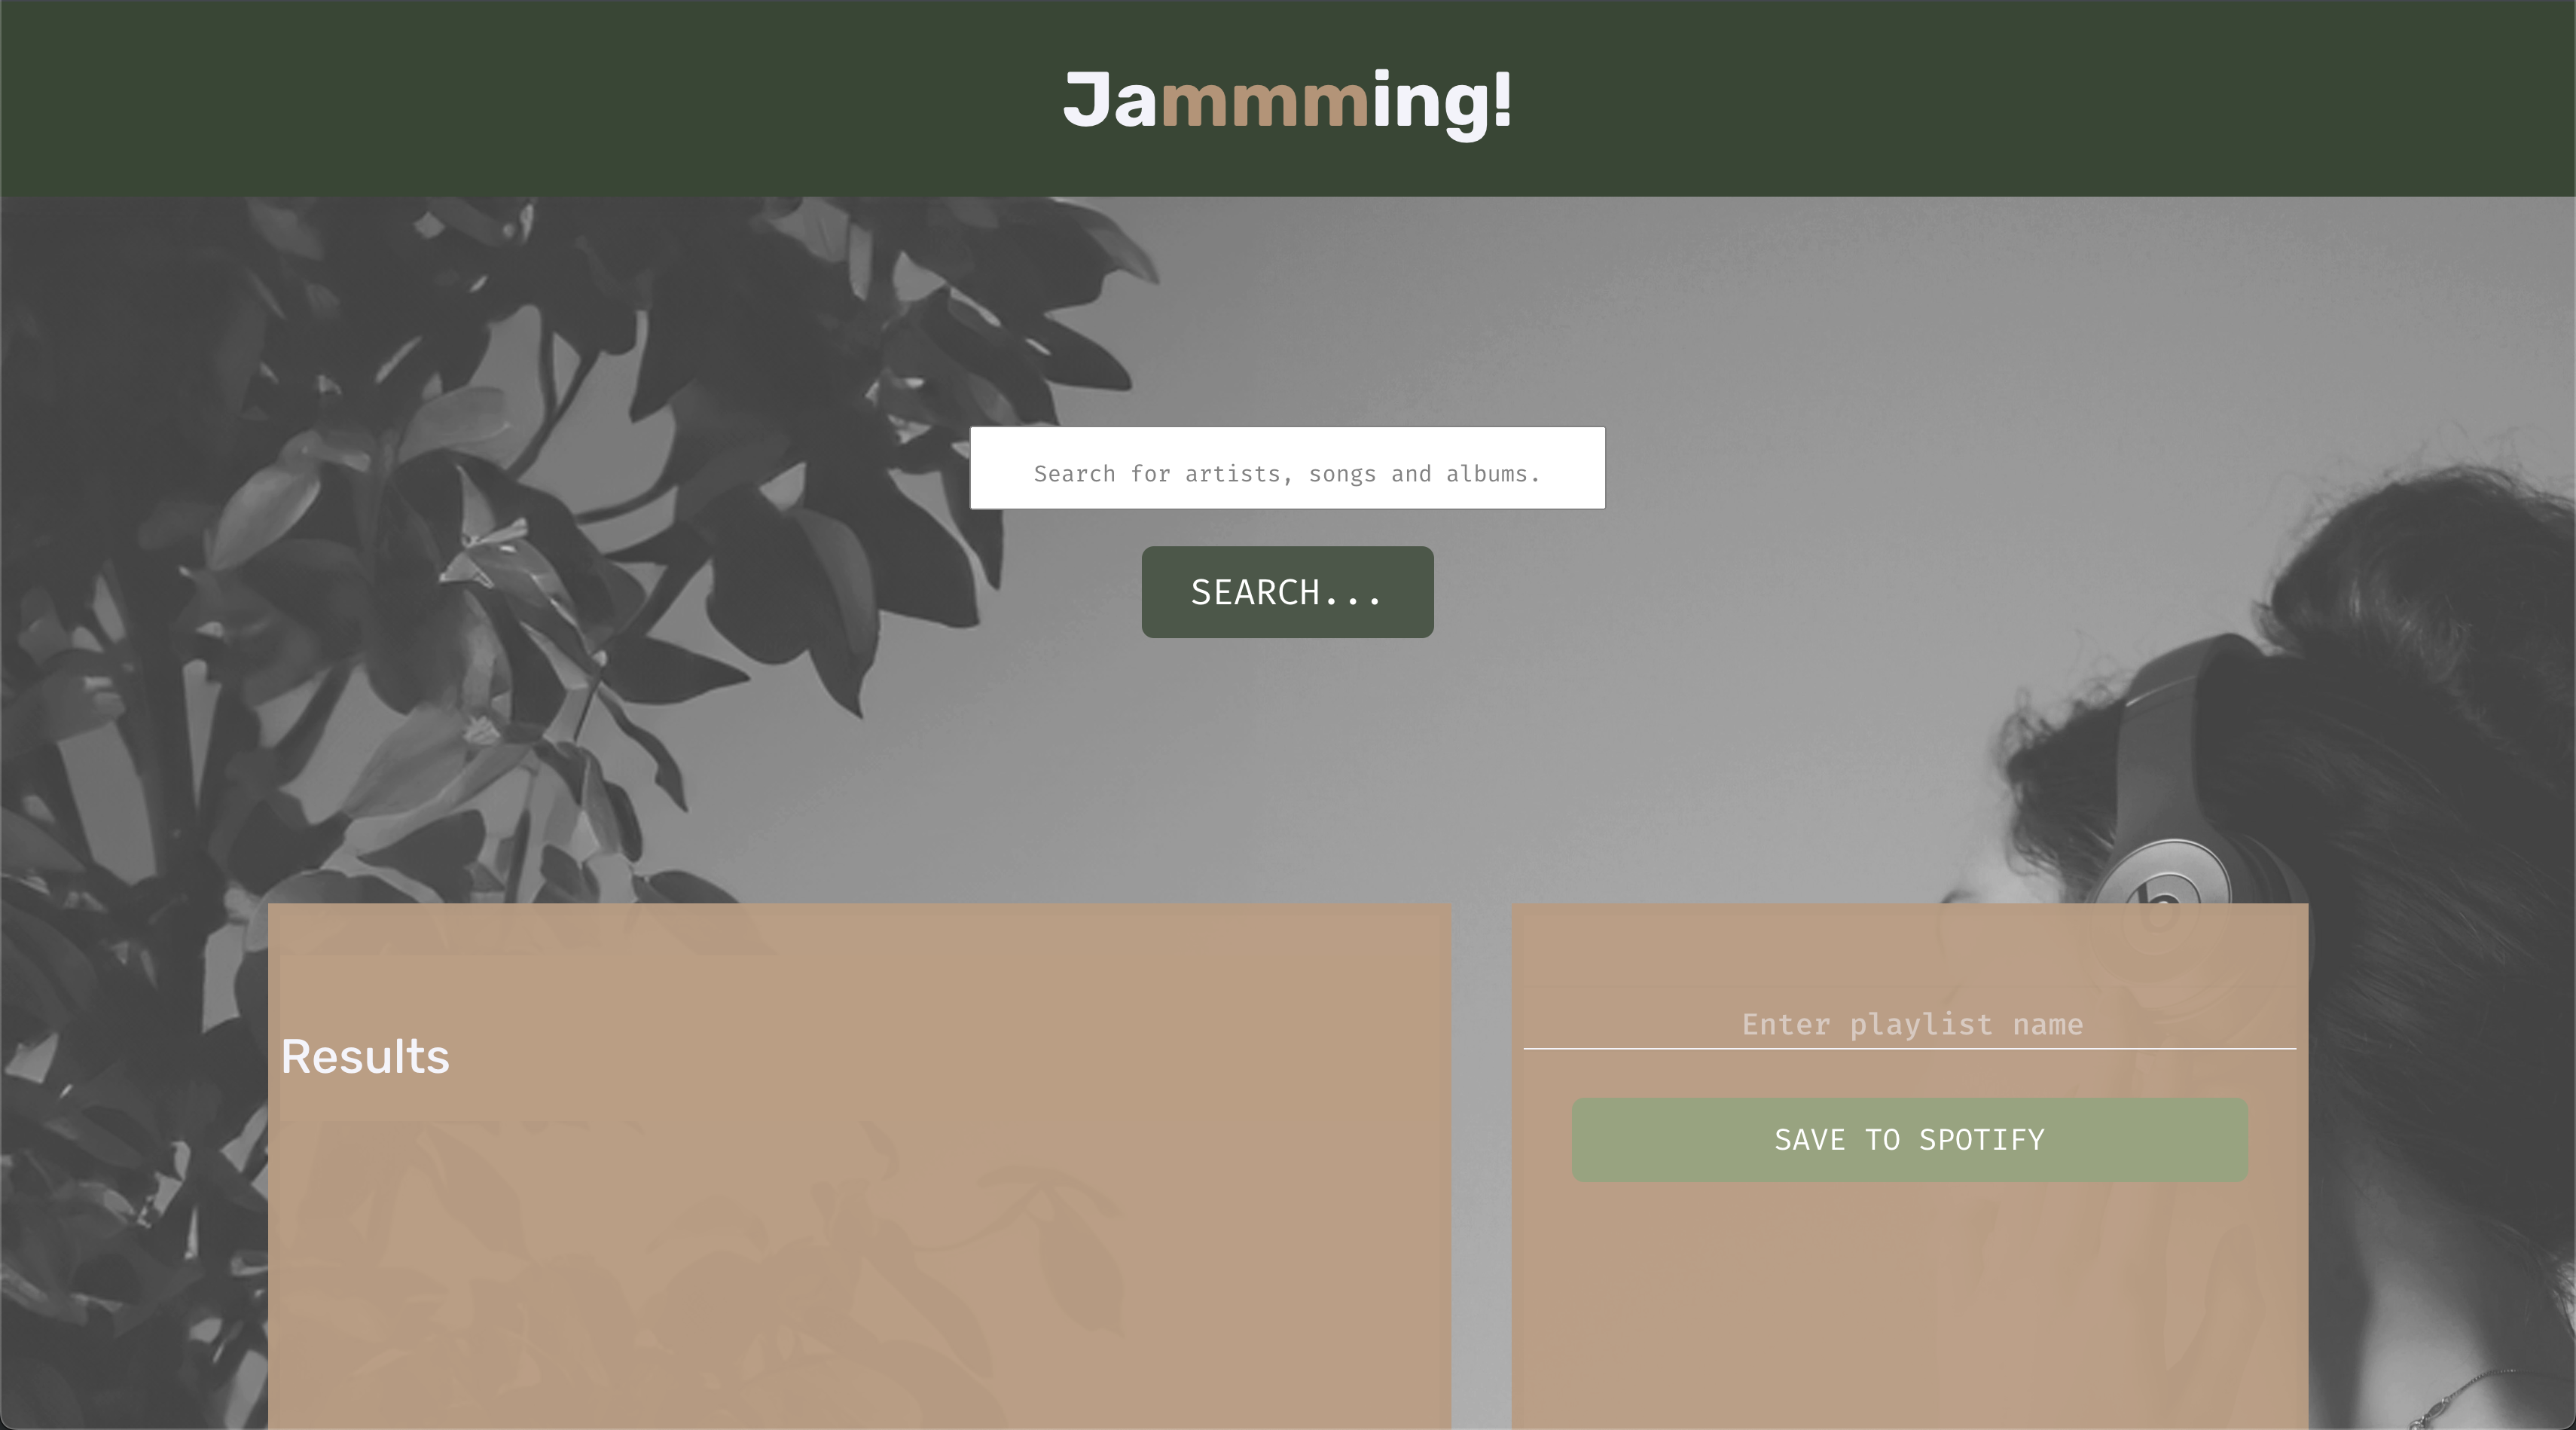 Jammming!
Search for artists, songs and albums.
SEARCH...
Results
Enter playlist name
SAVE TO SPOTIFY